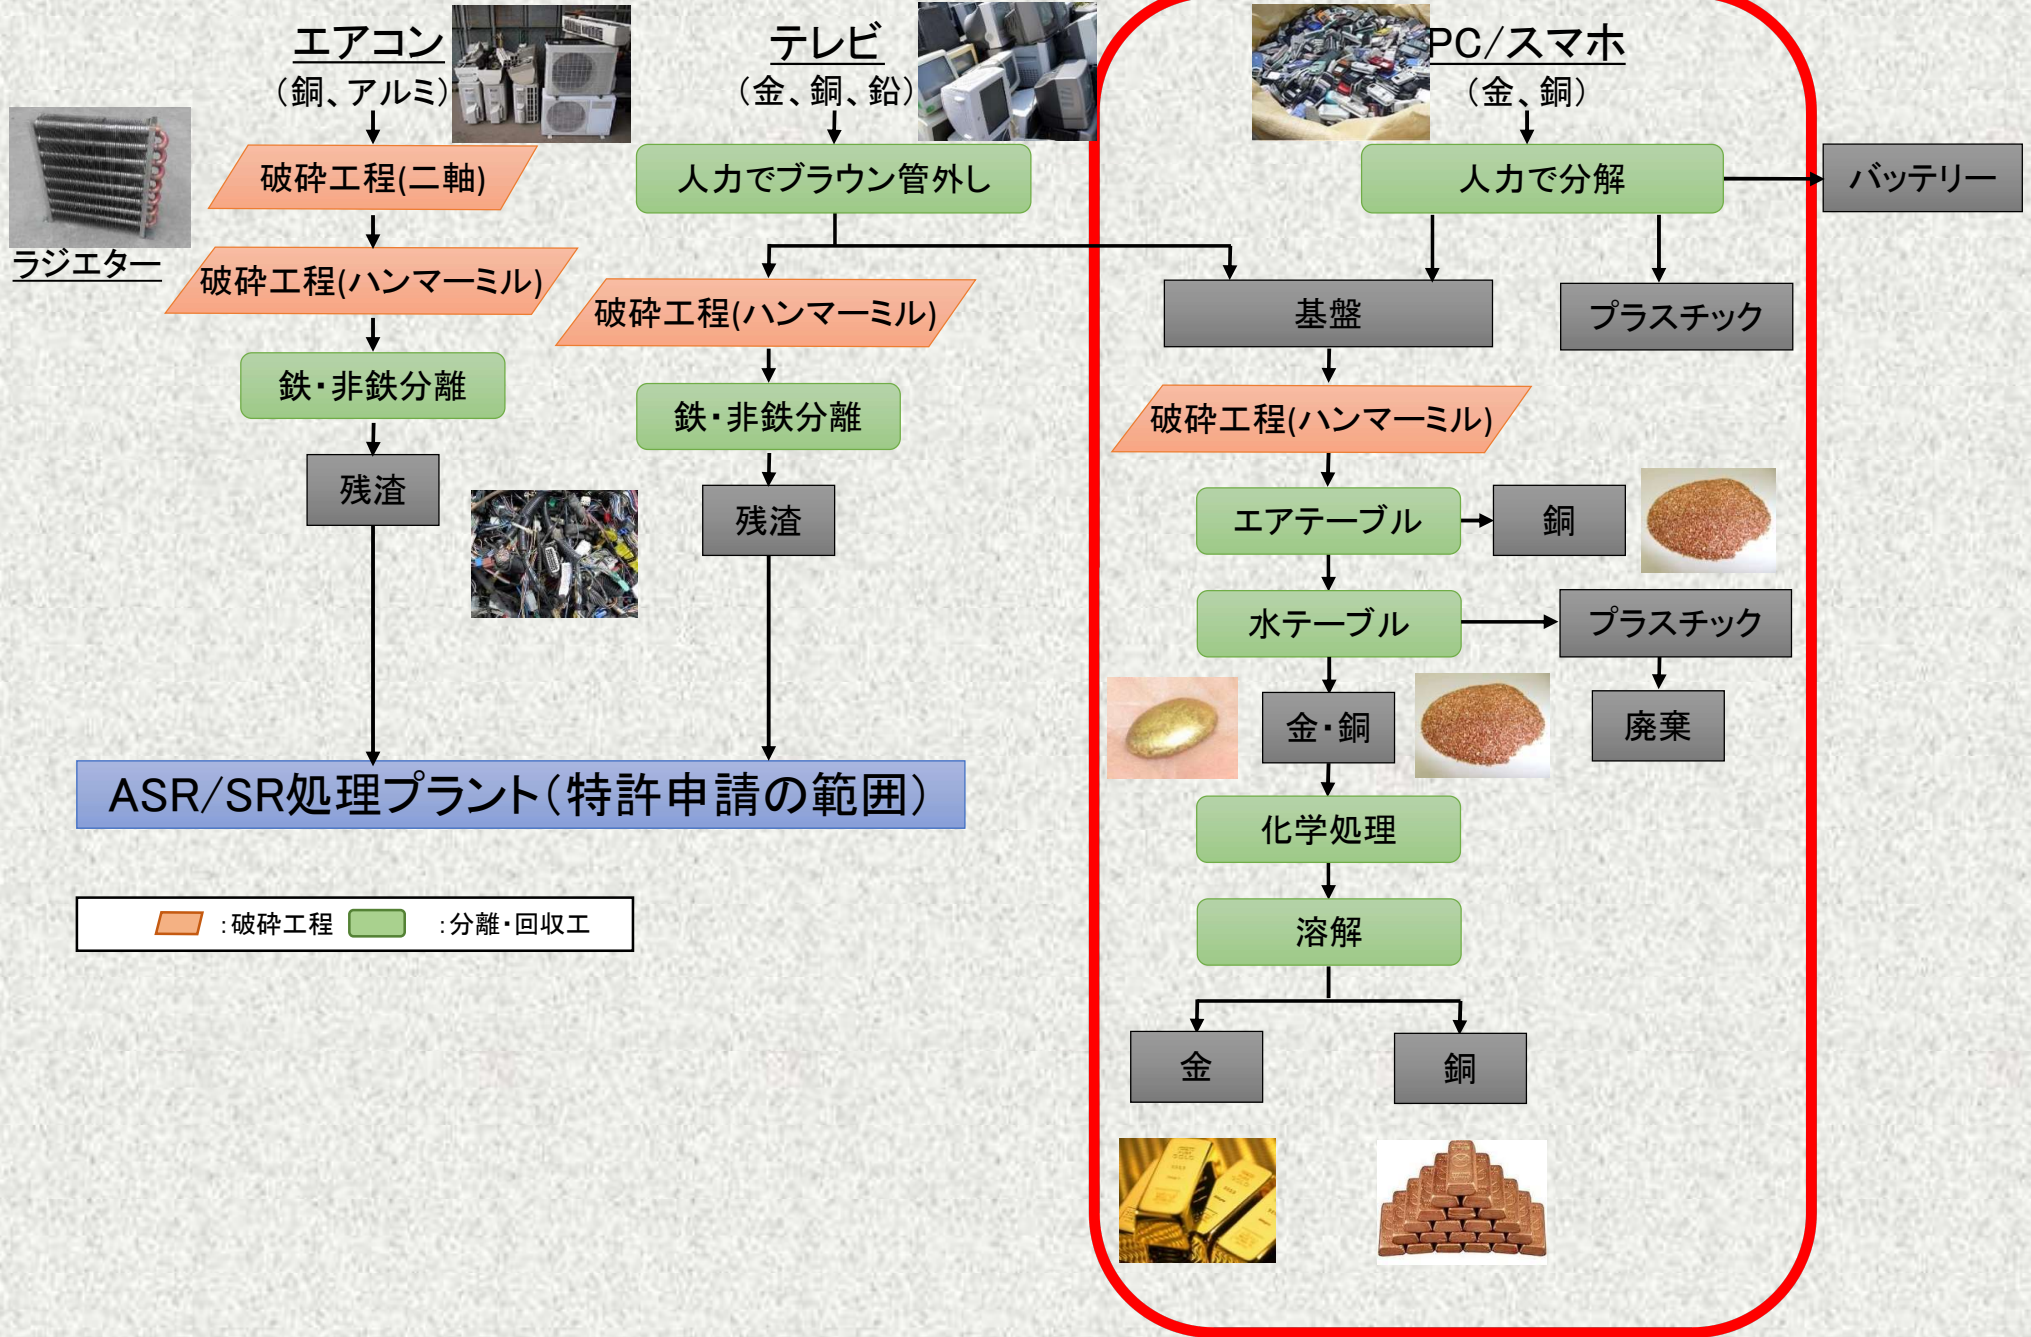 エアコン
(銅、アルミ)
テレビ
(金、銅、鉛)
PC/スマホ
(金、銅)
ラジエター
破砕工程(二軸)
人力でブラウン管外し
人力で分解
バッテリー
破砕工程(ハンマーミル)
破砕工程(ハンマーミル)
基盤
プラスチック
鉄・非鉄分離
鉄・非鉄分離
破砕工程(ハンマーミル)
残渣
残渣
エアテーブル
銅
水テーブル
プラスチック
金・銅
廃棄
ASR/SR処理プラント(特許申請の範囲)
化学処理
:破砕工程
:分離・回収工
溶解
金
銅